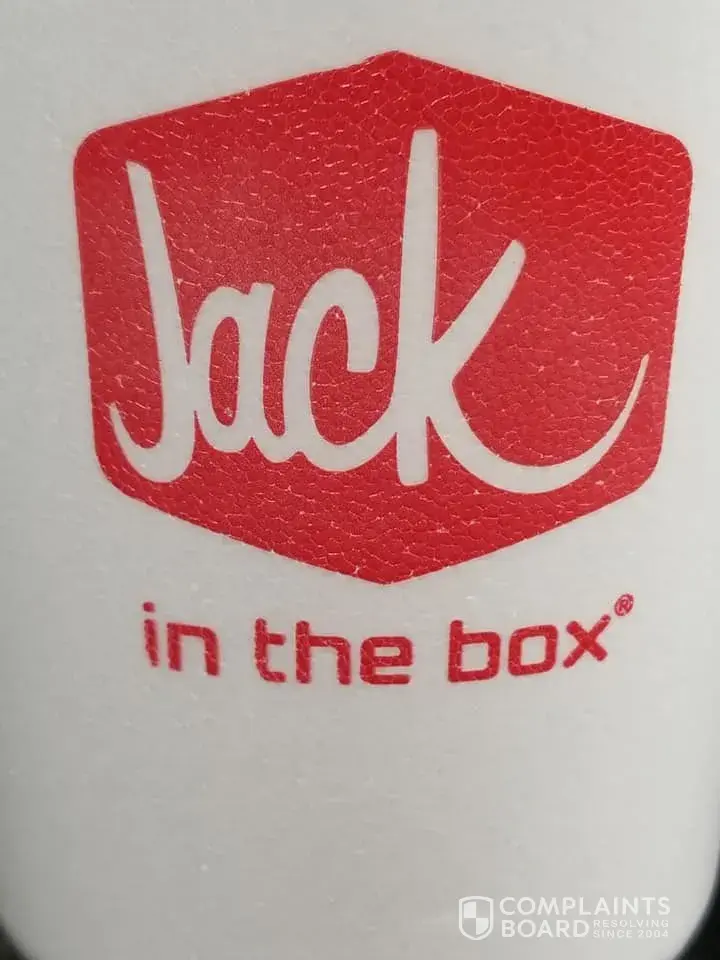 Jack
in the box®
COMPLAINTS
BOARD RESOLVING
SINCE 2004